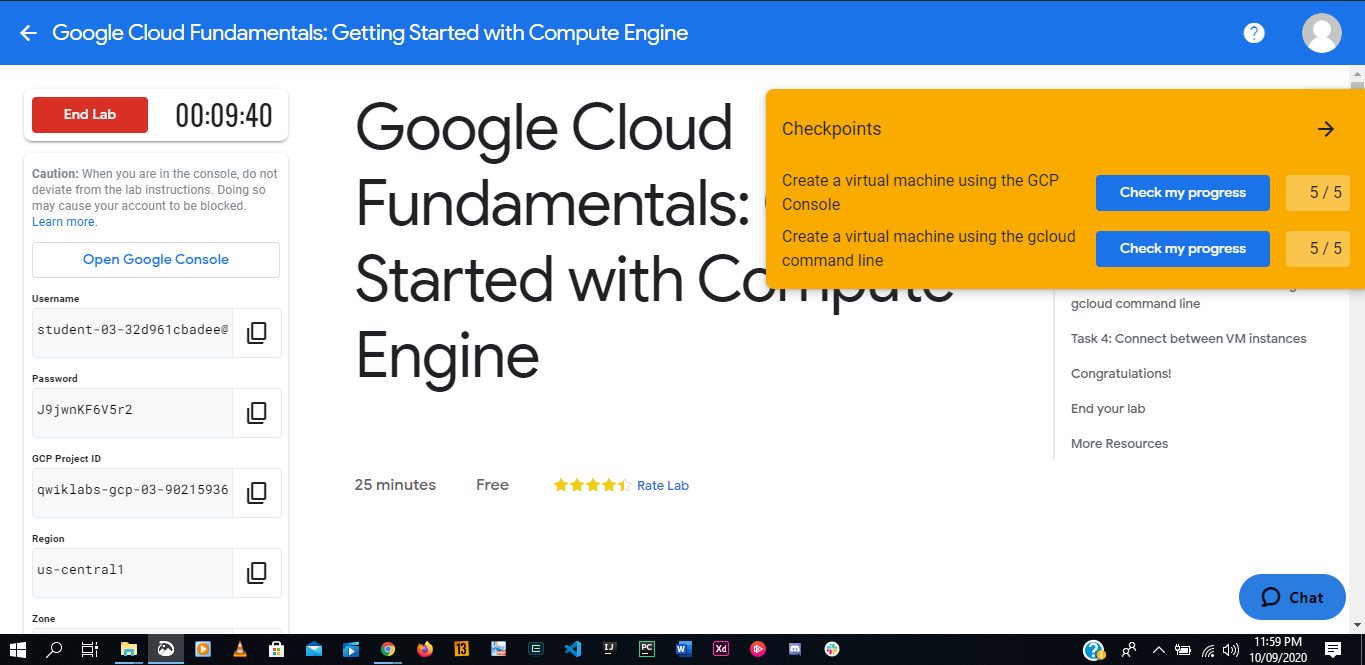 Google Cloud Fundamentals: Getting Started with Compute Engine
?
End Lab
00:09:40
Caution: When you are in the console, do not
deviate from the lab instructions. Doing so
may cause your account to be blocked.
Learn more.
Open Google Console
Username
student-03-32d961cbadee@
Password
J9jwnKF6V5r2
GCP Project ID
qwiklabs-gcp-03-90215936
Region
us-central1
Zone
Google Cloud
Fundamentals:
Started with Compute
Engine
25 minutes
Free
Rate Lab
Checkpoints
Create a virtual machine using the GCP
Console
Check my progress
5 / 5
Create a virtual machine using the gcloud
command line
Check my progress
5 / 5
gcloud command line
Task 4: Connect between VM instances
Congratulations!
End your lab
More Resources
Chat
13
IJ
PC
W
Xd
11:59 PM
10/09/2020